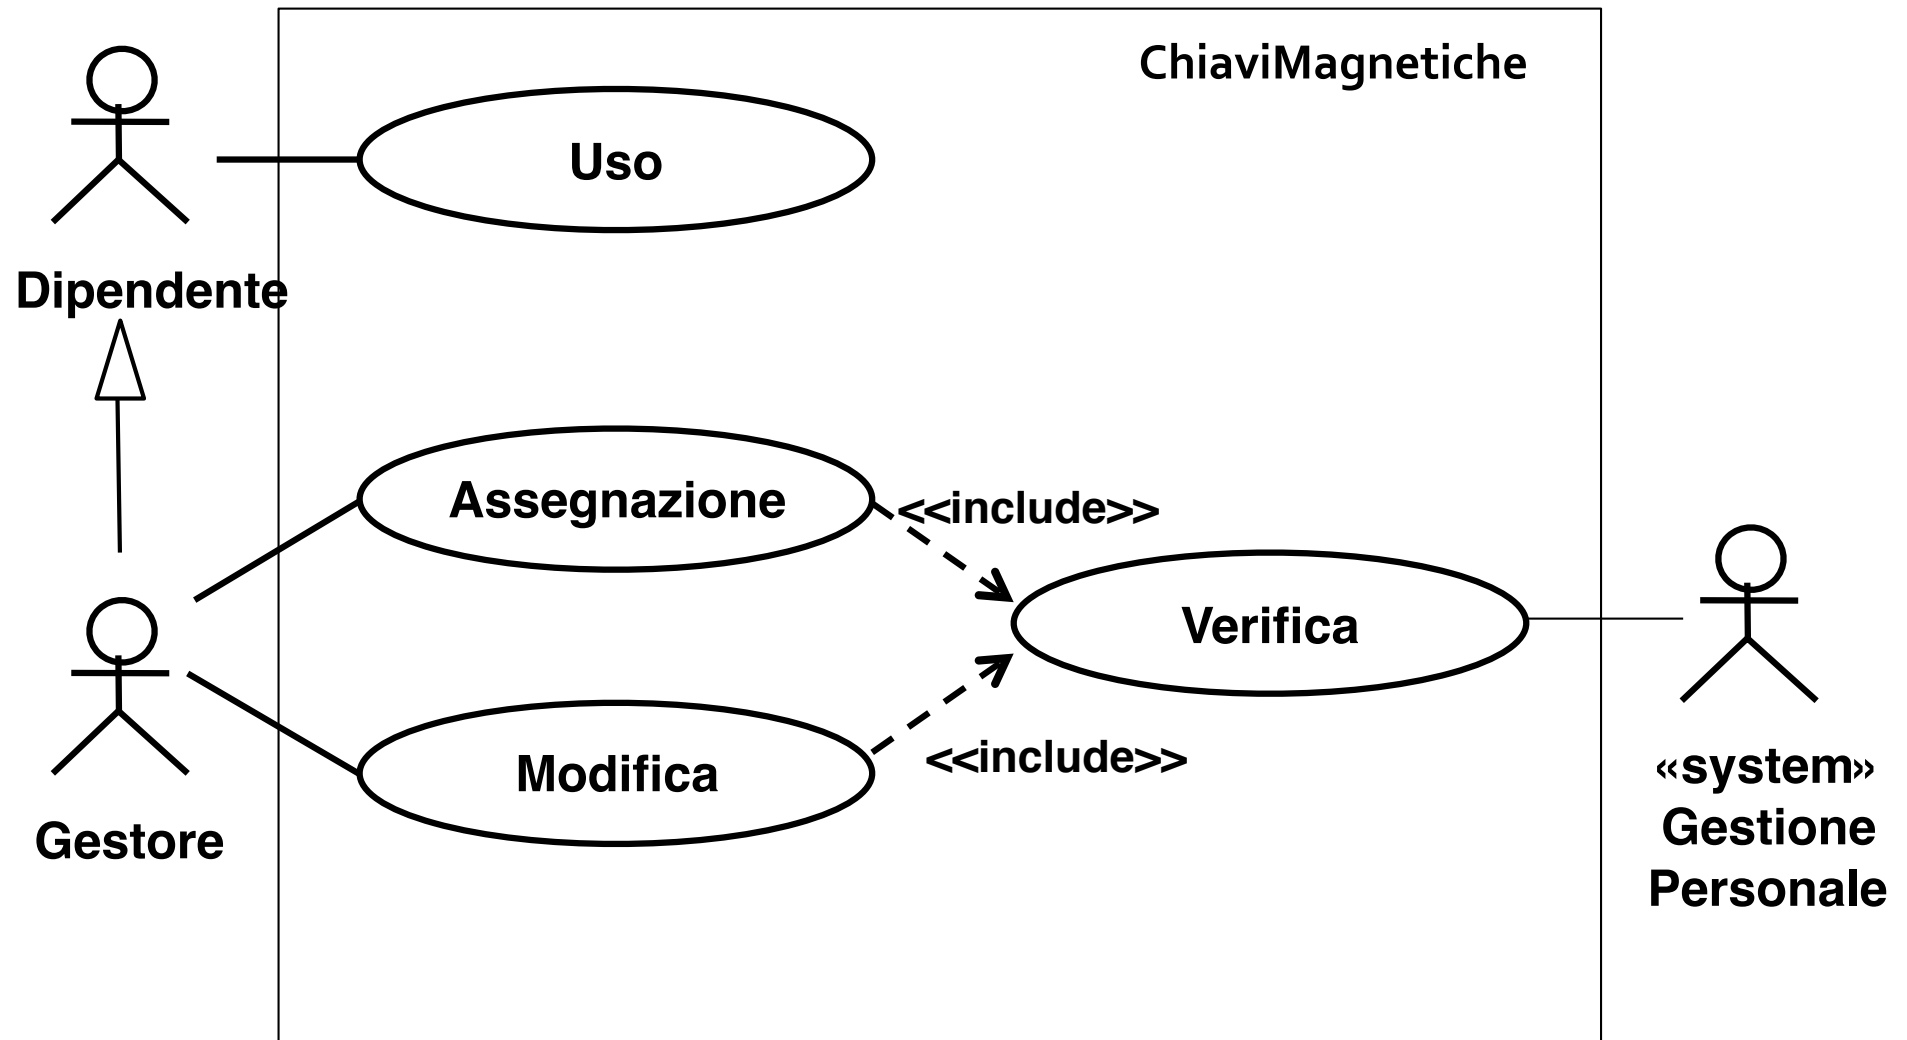 ChiaviMagnetiche
Uso
Dipendente
Assegnazione
<<include>>
Verifica
Modifica
<<include>>
Gestore
«system»
Gestione
Personale